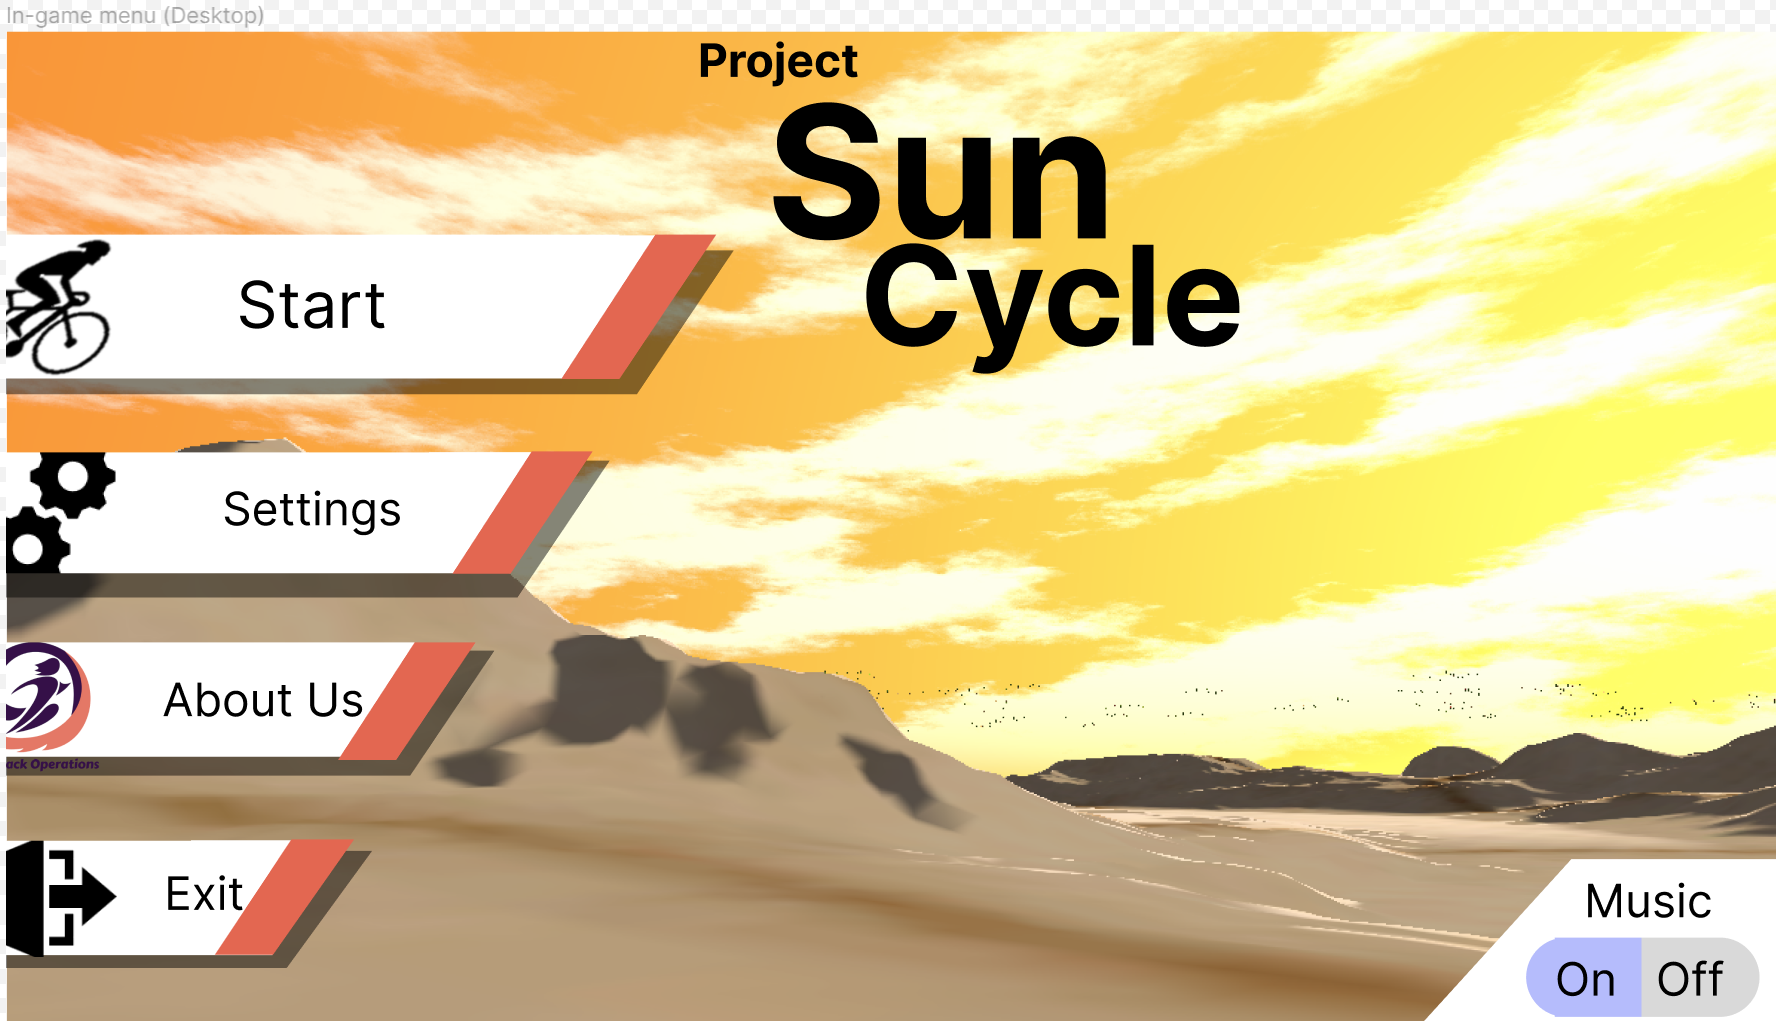 In-game menu (Desktop)
Project
Sun
Cycle
Start
Settings
About Us
ack Operations
Exit
Music
On Off